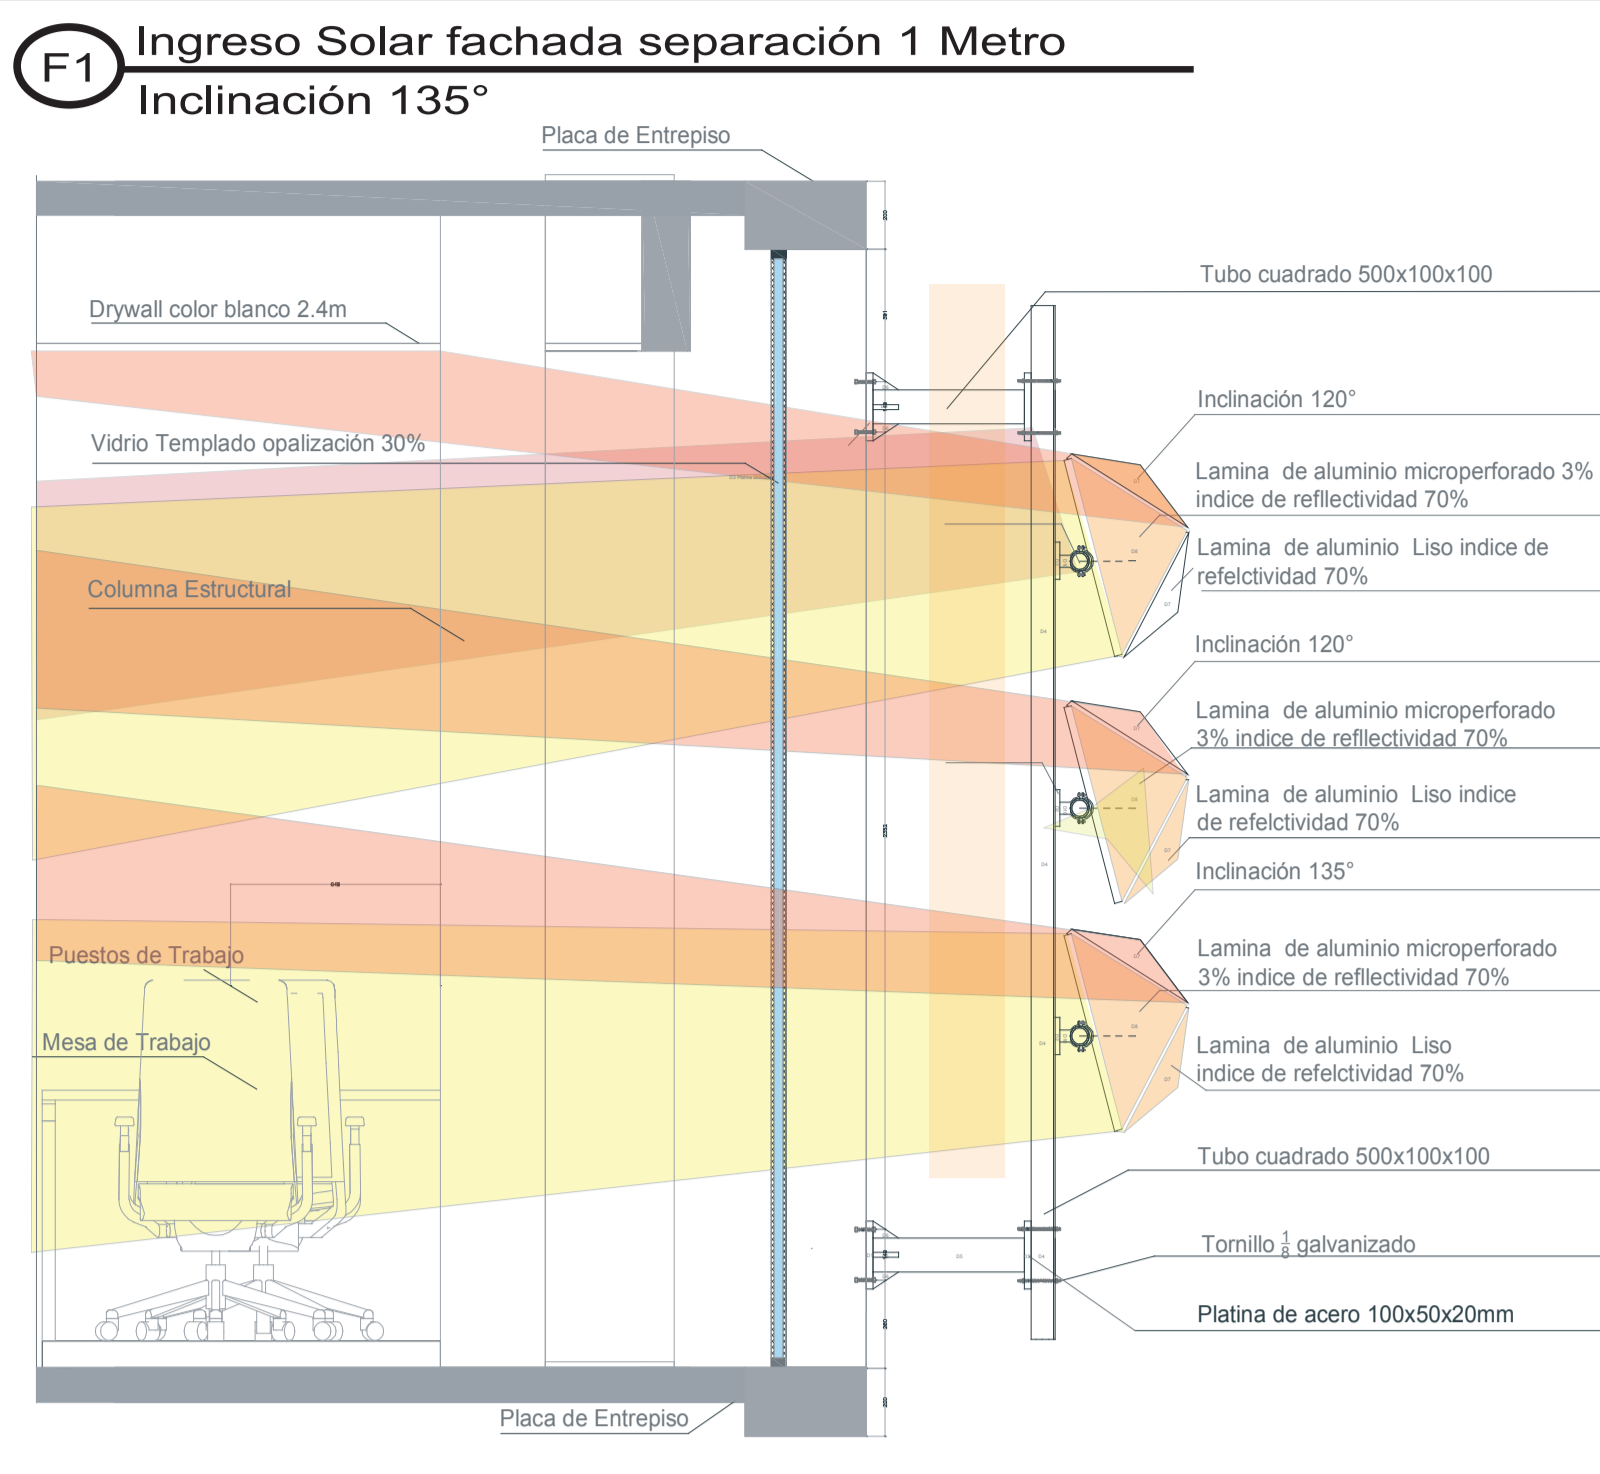 F1
Ingreso Solar fachada separación 1 Metro
Inclinación 135°
Placa de Entrepiso
Tubo cuadrado 500x100x100
Drywall color blanco 2.4m
Inclinación 120°
Vidrio Templado opalización 30%
Lamina de aluminio microperforado 3%
indice de refllectividad 70%
Lamina de aluminio Liso indice de
refelctividad 70%
Columna Estructural
Inclinación 120°
Lamina de aluminio microperforado
3% indice de refllectividad 70%
Lamina de aluminio Liso indice
de refelctividad 70%
Inclinación 135°
Puestos de Trabajo
Lamina de aluminio microperforado
3% indice de refllectividad 70%
Mesa de Trabajo
Lamina de aluminio Liso
indice de refelctividad 70%
Tubo cuadrado 500x100x100
Tornillo 1/8 galvanizado
Platina de acero 100x50x20mm
Placa de Entrepiso